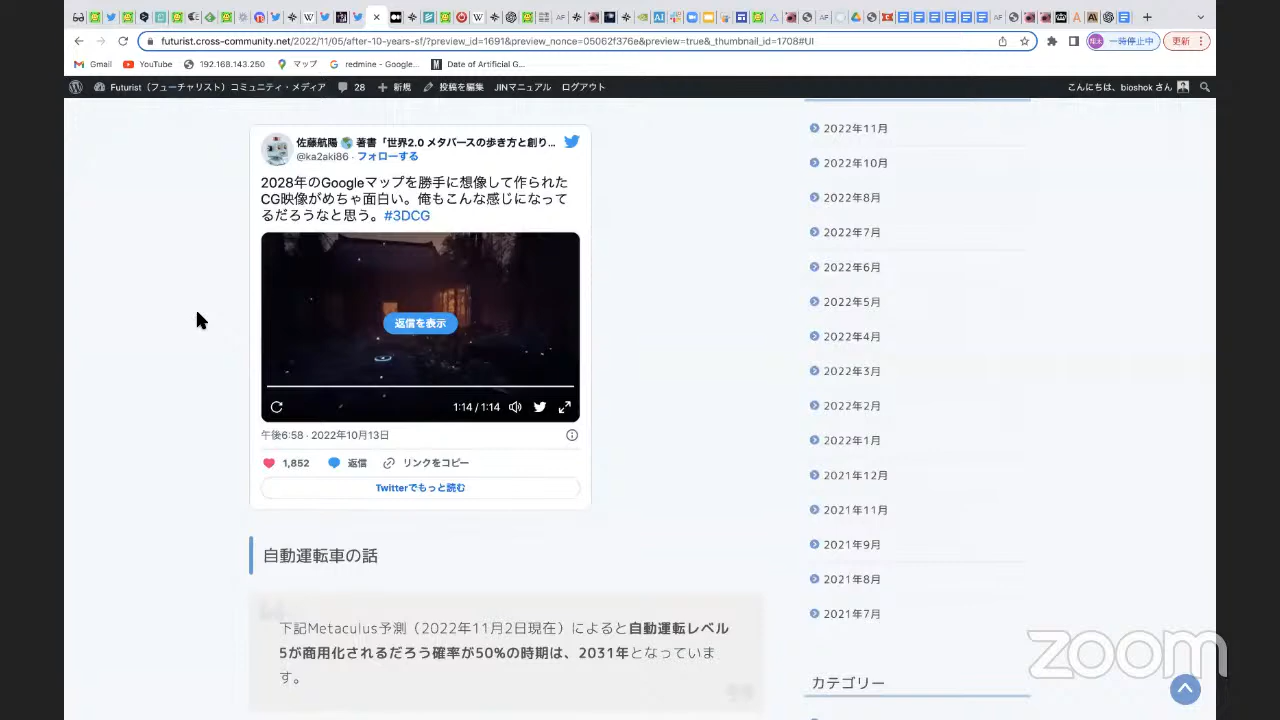 futurist.cross-community.net/2022/11/05/after-10-years-sf/?preview_id=1691&preview_nonce=05062f376e&preview=true&_thumbnail_id=1708#UI
一時停止中
更新
Gmail
YouTube
192.168.143.250
マップ
redmine - Google...
Date of Artificial G...
Futurist（フューチャリスト）コミュニティ・メディア
28
新規
投稿を編集
JINマニュアル
ログアウト
こんにちは、bioshok さん
佐藤航陽 🌏 著書「世界2.0 メタバースの歩き方と創り...
@ka2aki86 · フォローする
2028年のGoogleマップを勝手に想像して作られた
CG映像がめちゃ面白い。俺もこんな感じになって
るだろうなと思う。#3DCG
返信を表示
1:14 / 1:14
午後6:58 · 2022年10月13日
1,852
返信
リンクをコピー
Twitterでもっと読む
自動運転車の話
下記Metaculus予測（2022年11月2日現在）によると自動運転レベル
5が商用化されるだろう確率が50%の時期は、2031年となっていま
す。
2022年11月
2022年10月
2022年8月
2022年7月
2022年6月
2022年5月
2022年4月
2022年3月
2022年2月
2022年1月
2021年12月
2021年11月
2021年9月
2021年8月
2021年7月
カテゴリー
zoom